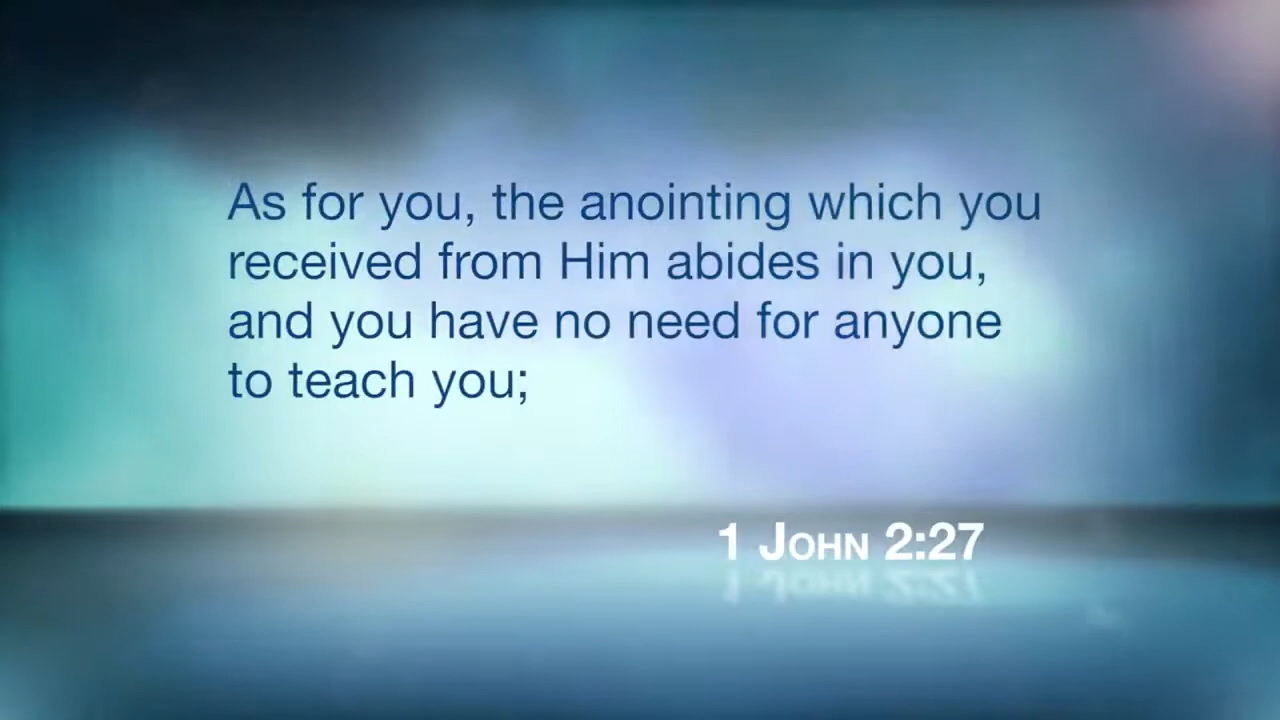 As for you, the anointing which you
received from Him abides in you,
and you have no need for anyone
to teach you;
1 JOHN 2:27